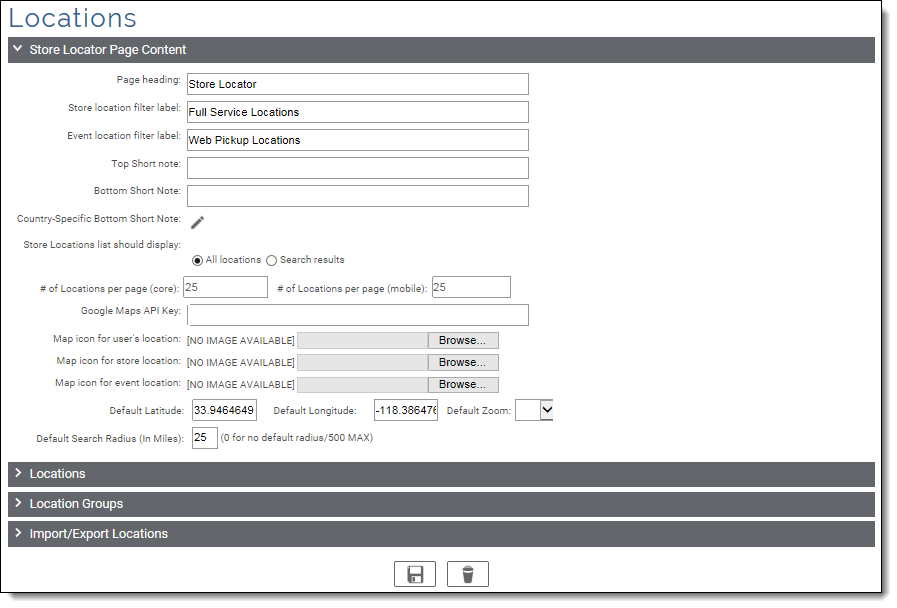 Locations
Store Locator Page Content
Page heading: Store Locator
Store location filter label: Full Service Locations
Event location filter label: Web Pickup Locations
Top Short note:
Bottom Short Note:
Country-Specific Bottom Short Note:
Store Locations list should display:
All locations Search results
# of Locations per page (core): 25 # of Locations per page (mobile): 25
Google Maps API Key:
Map icon for user's location: [NO IMAGE AVAILABLE] Browse...
Map icon for store location: [NO IMAGE AVAILABLE] Browse...
Map icon for event location: [NO IMAGE AVAILABLE] Browse...
Default Latitude: 33.9464649 Default Longitude: -118.386476 Default Zoom:
Default Search Radius (In Miles): 25 (0 for no default radius/500 MAX)
Locations
Location Groups
Import/Export Locations